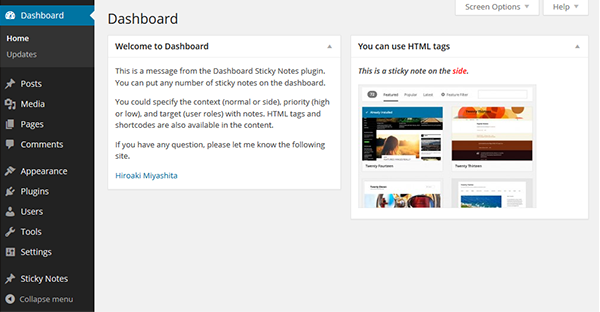 Dashboard
Screen Options
Help
Dashboard
Home
Updates
Posts
Media
Pages
Comments
Appearance
Plugins
Users
Tools
Settings
Sticky Notes
Collapse menu
Welcome to Dashboard
This is a message from the Dashboard Sticky Notes plugin.
You can put any number of sticky notes on the dashboard.
You could specify the context (normal or side), priority (high
or low), and target (user roles) with notes. HTML tags and
shortcodes are also available in the content.
If you have any question, please let me know the following
site.
Hiroaki Miyashita
You can use HTML tags
This is a sticky note on the side.
Featured Popular Latest Feature Filter
Already Installed
Twenty Fourteen
Twenty Thirteen